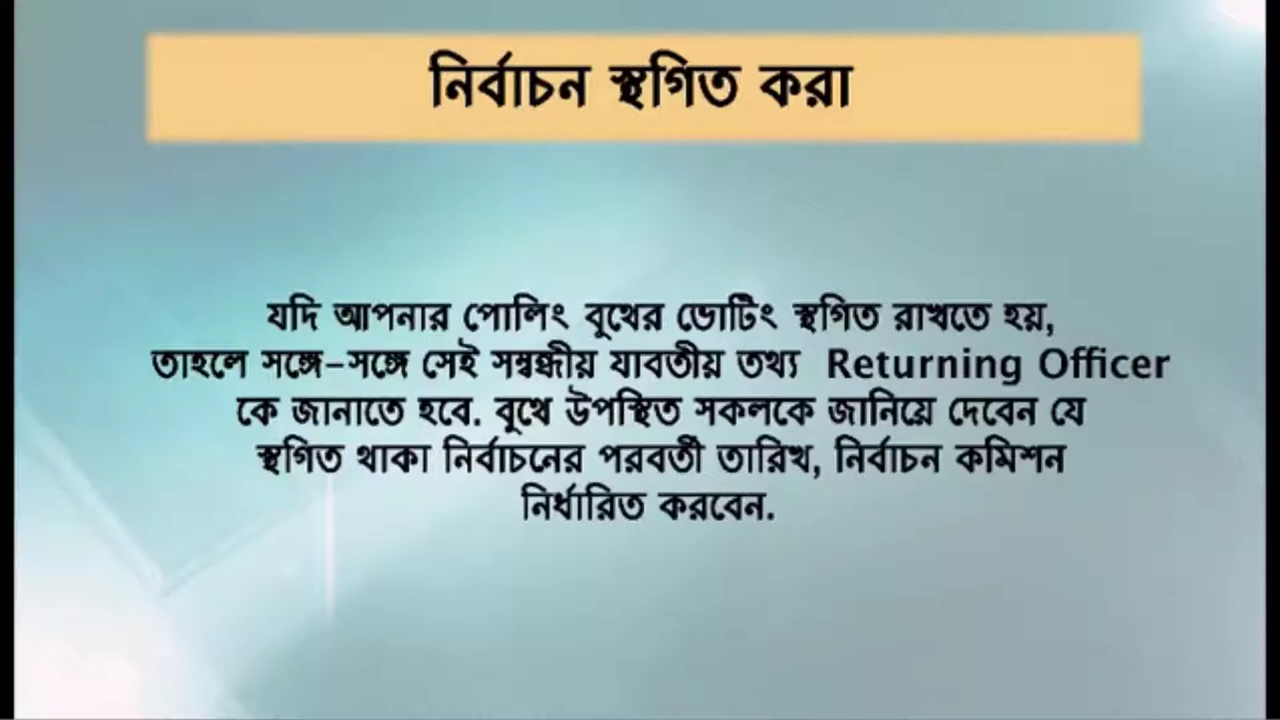 নির্বাচন স্থগিত করা
যদি আপনার পোলিং বুথের ভোটিং স্থগিত রাখতে হয়,
তাহলে সঙ্গে-সঙ্গে সেই সম্বন্ধীয় যাবতীয় তথ্য Returning Officer
কে জানাতে হবে. বুথে উপস্থিত সকলকে জানিয়ে দেবেন যে
স্থগিত থাকা নির্বাচনের পরবর্তী তারিখ, নির্বাচন কমিশন
নির্ধারিত করবেন.